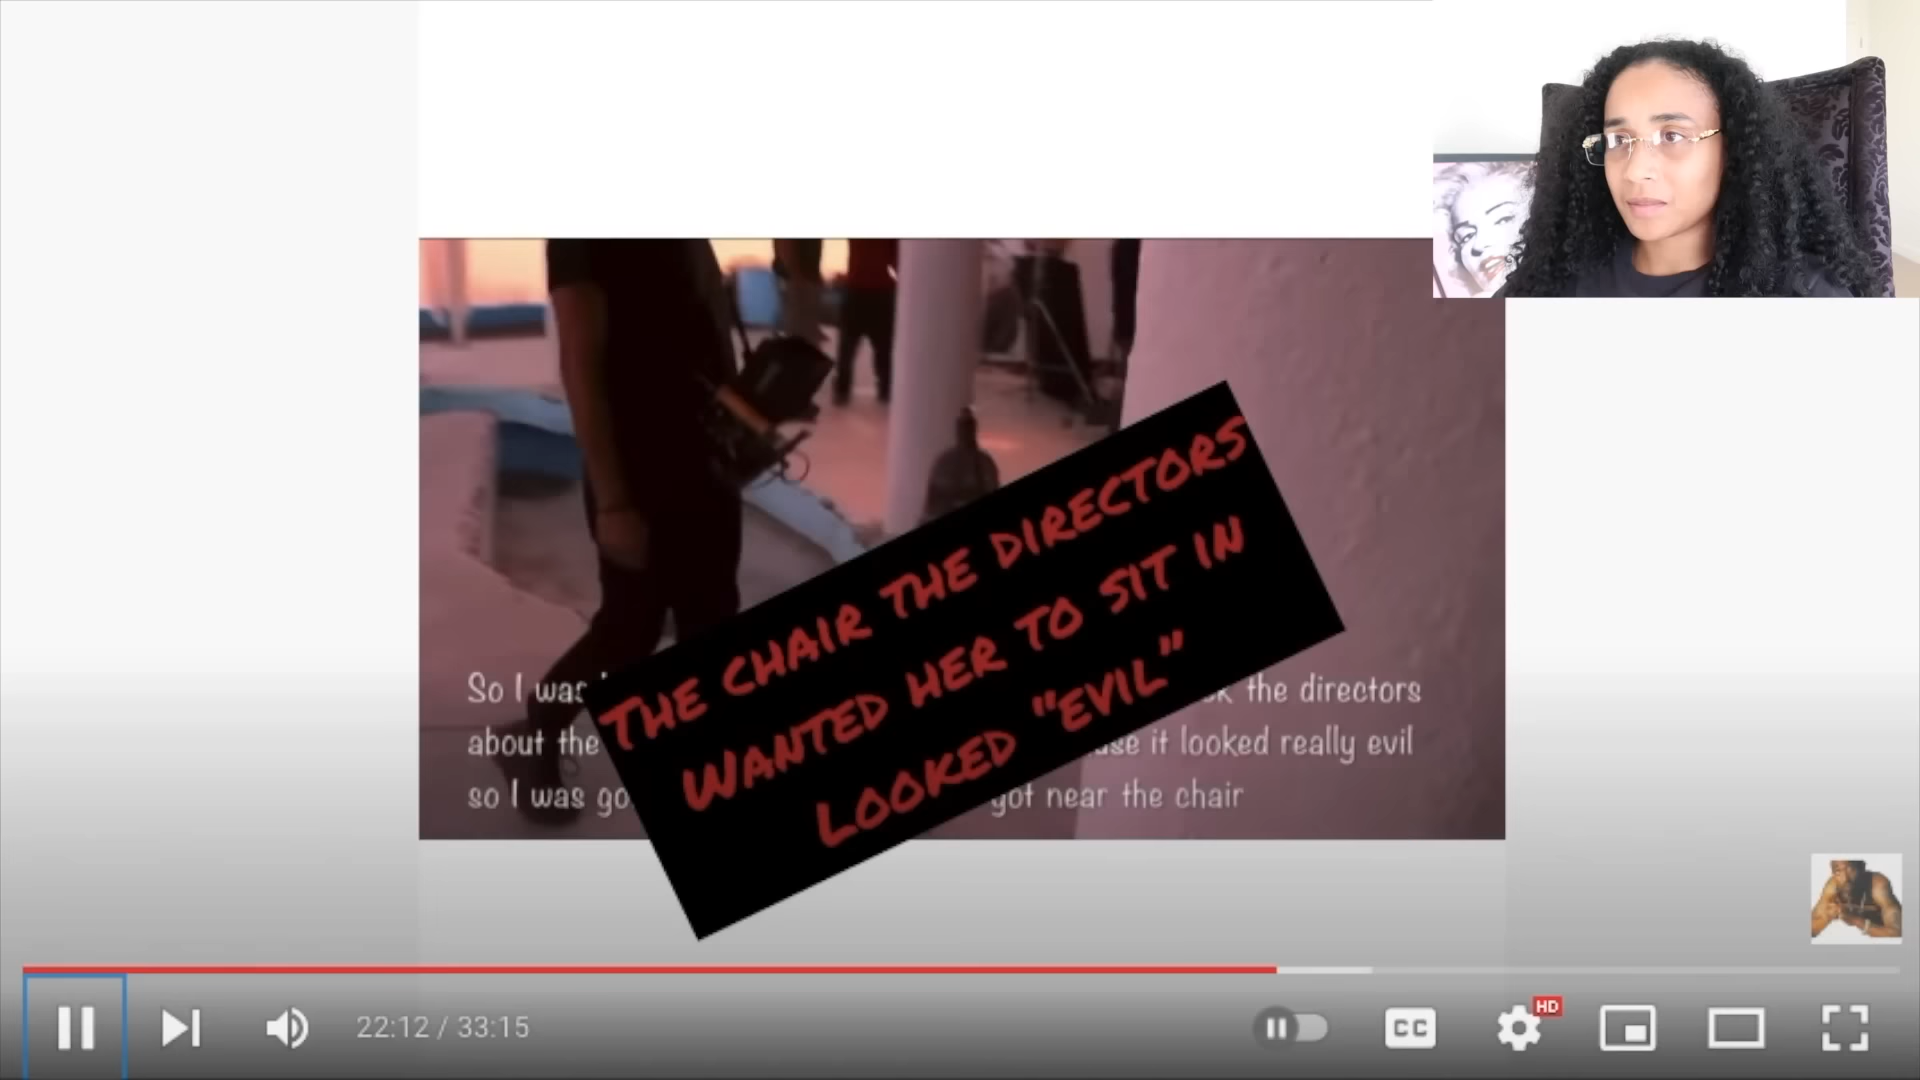 THE CHAIR THE DIRECTORS
WANTED HER TO SIT IN
LOOKED "EVIL"
So I was the directors
about the it looked really evil
so I was got near the chair
22:12 / 33:15
CC
HD